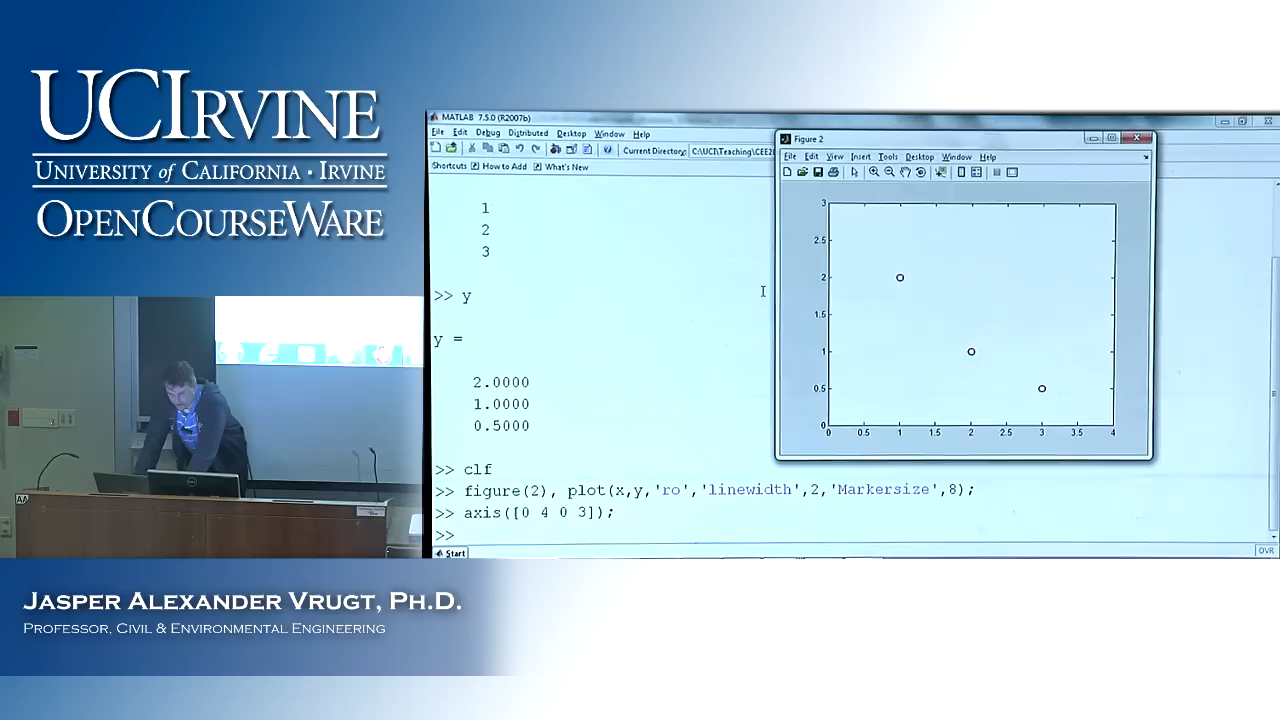 UCIRVINE
UNIVERSITY of CALIFORNIA · IRVINE
OPENCOURSEWARE
MATLAB 7.5.0 (R2007b)
File Edit Debug Distributed Desktop Window Help
Current Directory: C:\UCI\Teaching\CEE20
Shortcuts How to Add What's New
1
2
3
>> y
y =
2.0000
1.0000
0.5000
>> clf
>> figure(2), plot(x,y,'ro','linewidth',2,'Markersize',8);
>> axis([0 4 0 3]);
>>
Start
OVR
Figure 2
File Edit View Insert Tools Desktop Window Help
3
2.5
2
1.5
1
0.5
0
0 0.5 1 1.5 2 2.5 3 3.5 4
DELL
JASPER ALEXANDER VRUGT, PH.D.
PROFESSOR, CIVIL & ENVIRONMENTAL ENGINEERING